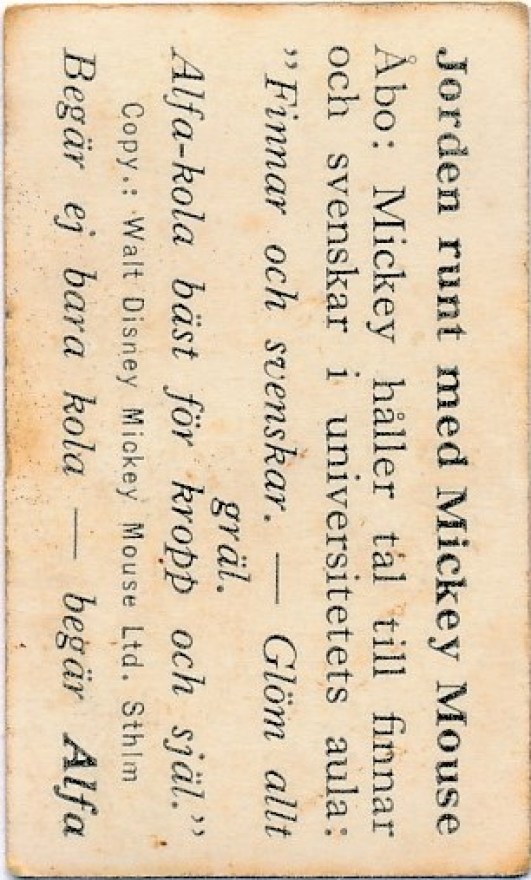 Jorden runt med Mickey Mouse
Åbo: Mickey håller tal till finnar
och svenskar i universitetets aula:
”Finnar och svenskar. — Glöm allt
gräl.
Alfa-kola bäst för kropp och själ.”
Copy.: Walt Disney Mickey Mouse Ltd. Sthlm
Begär ej bara kola — begär Alfa